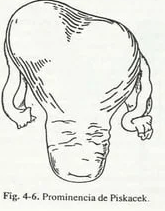 Fig. 4-6. Prominencia de Piskacek.